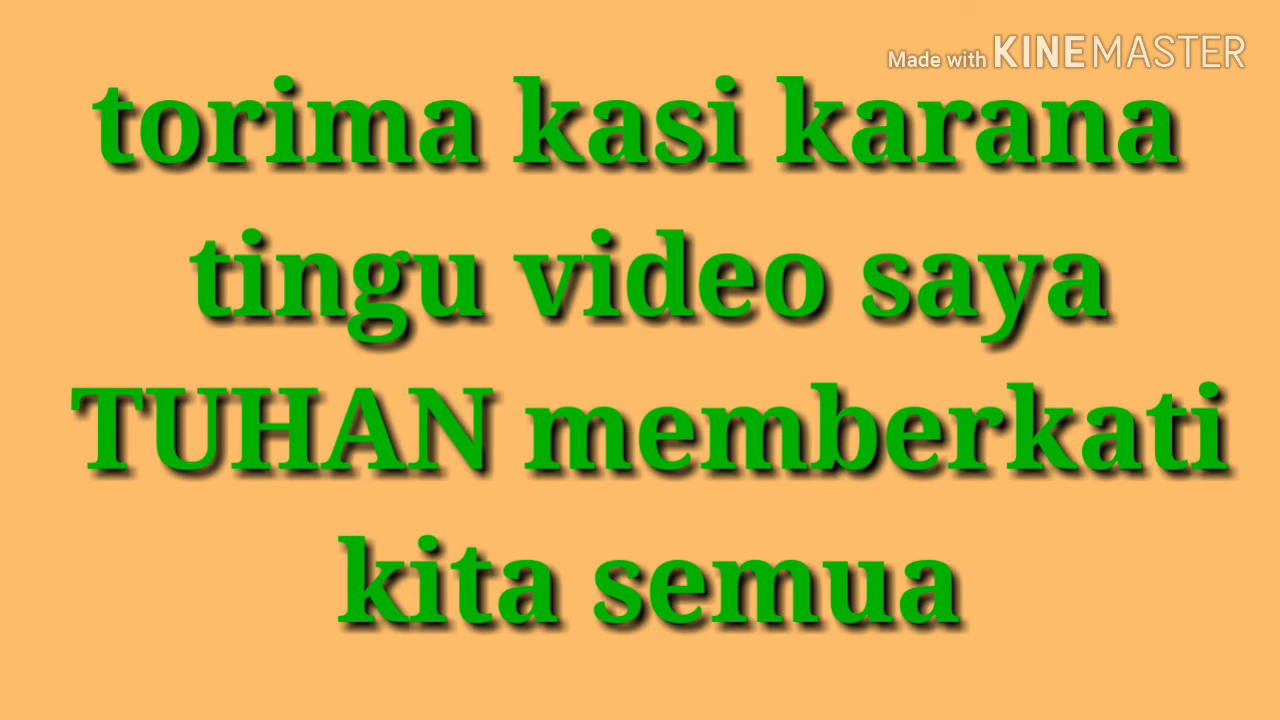 Made with KINEMASTER
torima kasi karana
tingu video saya
TUHAN memberkati
kita semua